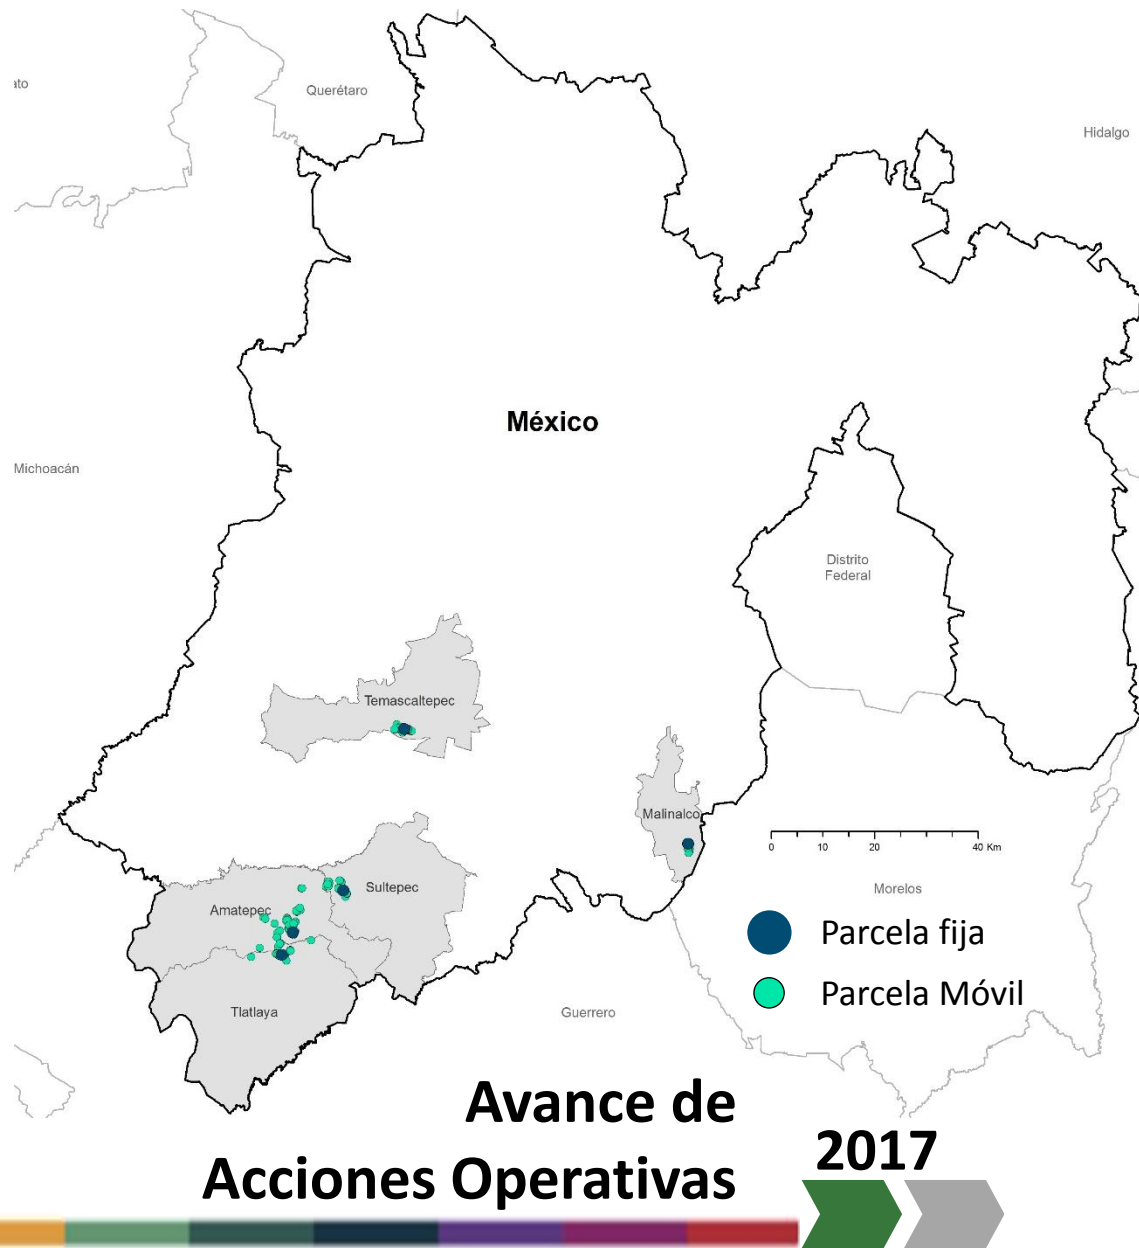 ato
Querétaro
Hidalgo
México
Michoacán
Distrito
Federal
Temascaltepec
Malinalco
0 10 20 40 Km
Sultepec
Morelos
Amatepec
Parcela fija
Parcela Móvil
Tlatlaya
Guerrero
Avance de
Acciones Operativas
2017